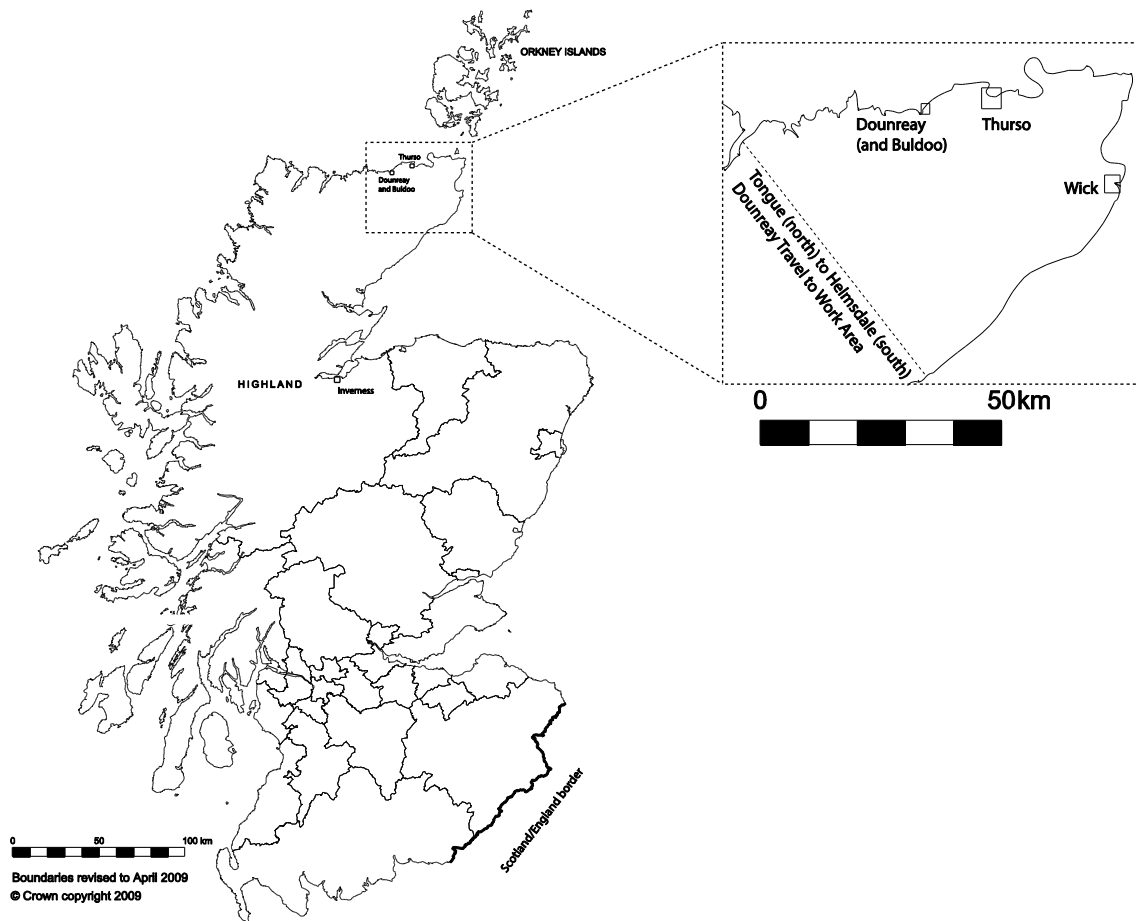 ORKNEY ISLANDS
Thurso
Dounreay
and Buldoo
HIGHLAND
Inverness
Scotland/England border
0 50 100 km
Boundaries revised to April 2009
© Crown copyright 2009
Dounreay
(and Buldoo)
Thurso
Wick
Tongue (north) to Helmsdale (south)
Dounreay Travel to Work Area
0 50km